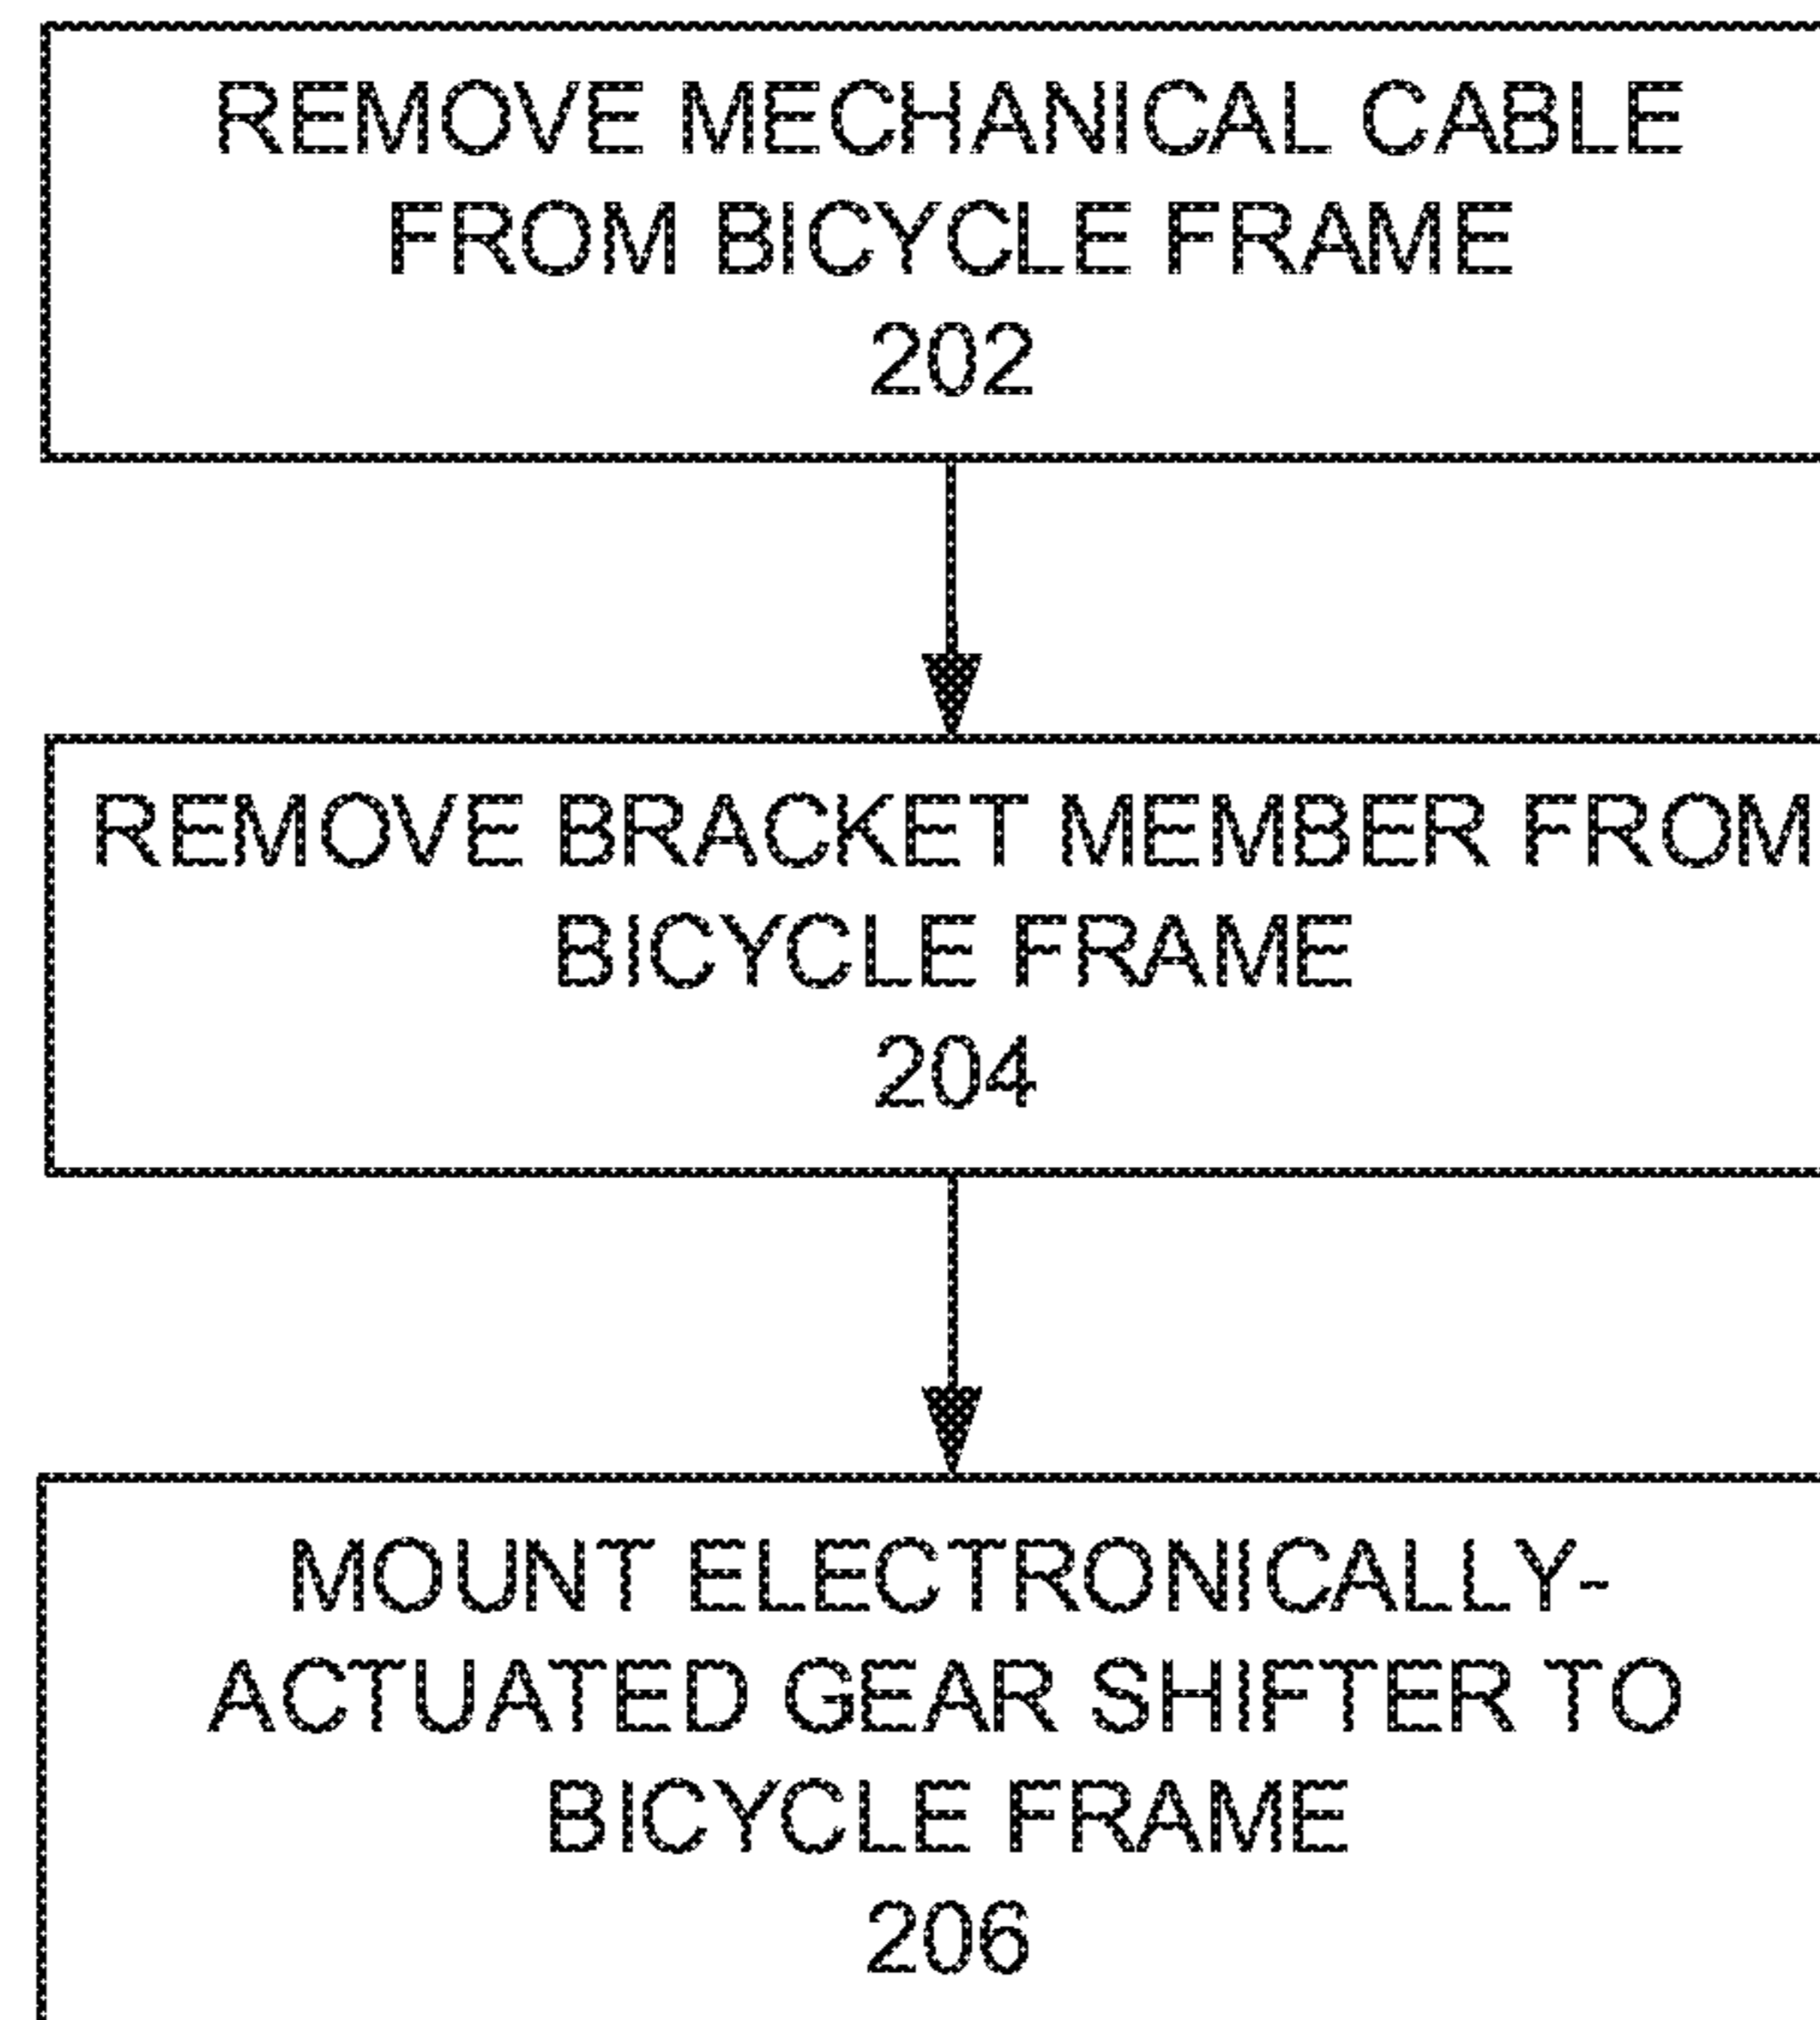 REMOVE MECHANICAL CABLE
FROM BICYCLE FRAME
202
REMOVE BRACKET MEMBER FROM
BICYCLE FRAME
204
MOUNT ELECTRONICALLY-
ACTUATED GEAR SHIFTER TO
BICYCLE FRAME
206